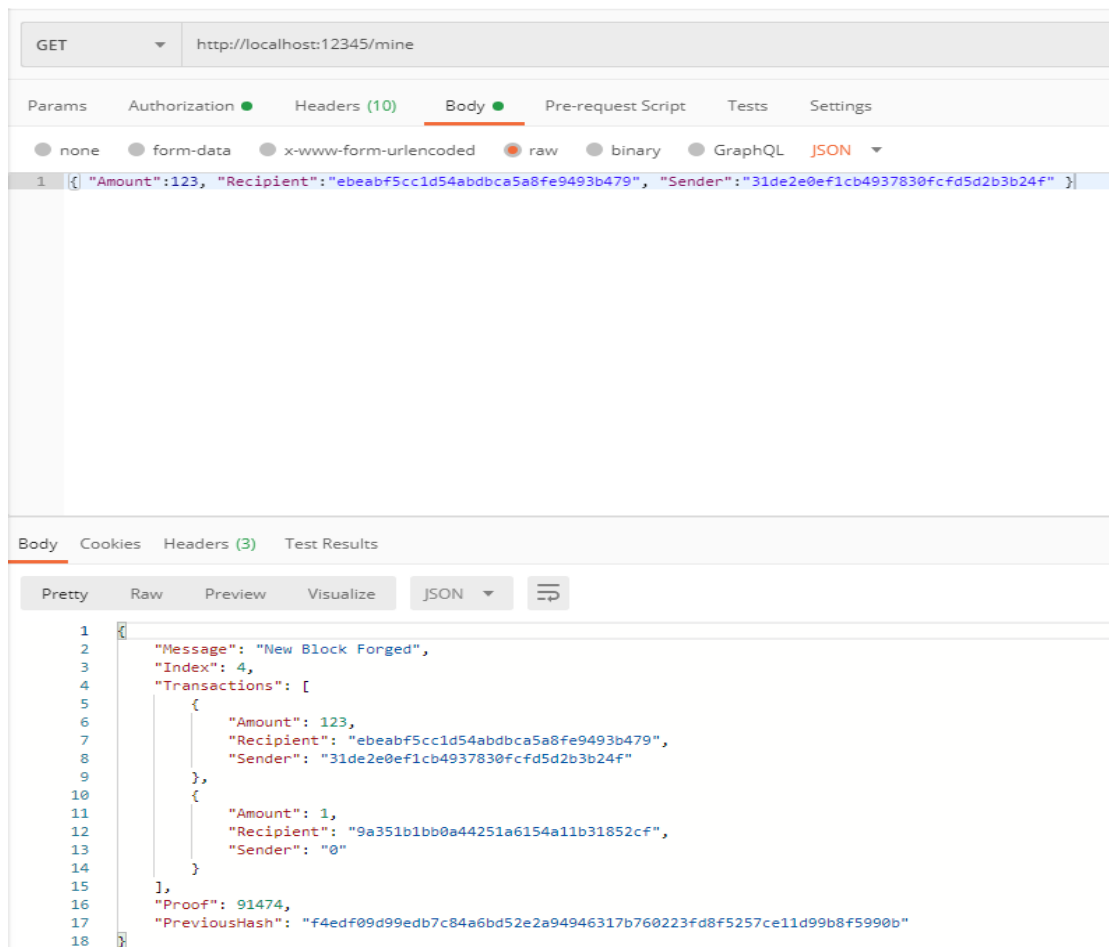 GET http://localhost:12345/mine
Params Authorization Headers (10) Body Pre-request Script Tests Settings
none form-data x-www-form-urlencoded raw binary GraphQL JSON
1 { "Amount":123, "Recipient":"ebeabf5cc1d54abdbca5a8fe9493b479", "Sender":"31de2e0ef1cb4937830fcfd5d2b3b24f" }
Body Cookies Headers (3) Test Results
Pretty Raw Preview Visualize JSON
1 {
2 "Message": "New Block Forged",
3 "Index": 4,
4 "Transactions": [
5 {
6 "Amount": 123,
7 "Recipient": "ebeabf5cc1d54abdbca5a8fe9493b479",
8 "Sender": "31de2e0ef1cb4937830fcfd5d2b3b24f"
9 },
10 {
11 "Amount": 1,
12 "Recipient": "9a351b1bb0a44251a6154a11b31852cf",
13 "Sender": "0"
14 }
15 ],
16 "Proof": 91474,
17 "PreviousHash": "f4edf09d99edb7c84a6bd52e2a94946317b760223fd8f5257ce11d99b8f5990b"
18 }